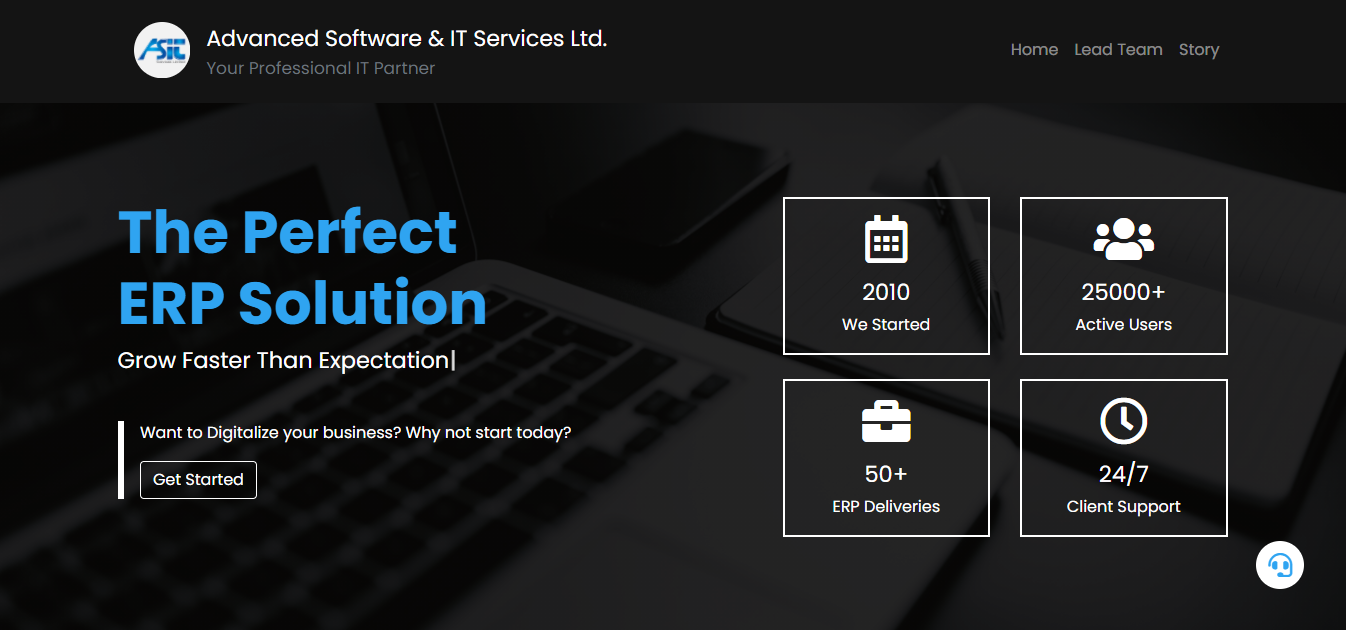 ASIT
Advanced Software & IT Services Ltd.
Your Professional IT Partner
Home
Lead Team
Story
The Perfect
ERP Solution
Grow Faster Than Expectation|
Want to Digitalize your business? Why not start today?
Get Started
2010
We Started
25000+
Active Users
50+
ERP Deliveries
24/7
Client Support